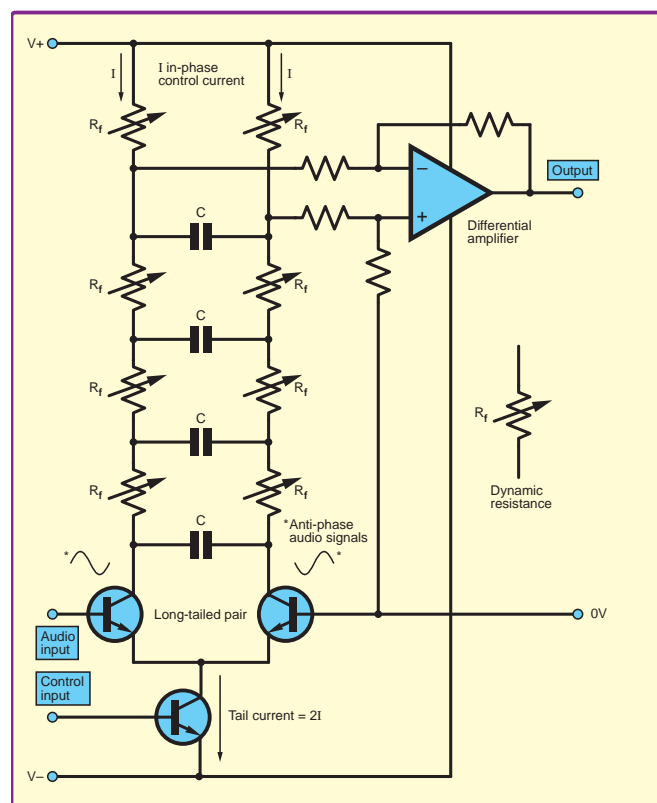 V+
I
I in-phase
control current
I
Rf
Rf
Output
–
+
Differential
amplifier
C
Rf
Rf
C
Rf
Rf
Rf
C
Dynamic
resistance
Rf
Rf
C
*Anti-phase
audio signals
*
*
Long-tailed pair
0V
Audio
input
Control
input
Tail current = 2I
V–